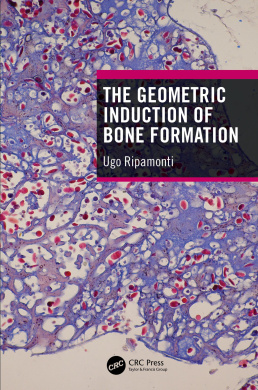 THE GEOMETRIC
INDUCTION OF
BONE FORMATION
Ugo Ripamonti
CRC
CRC Press
Taylor & Francis Group